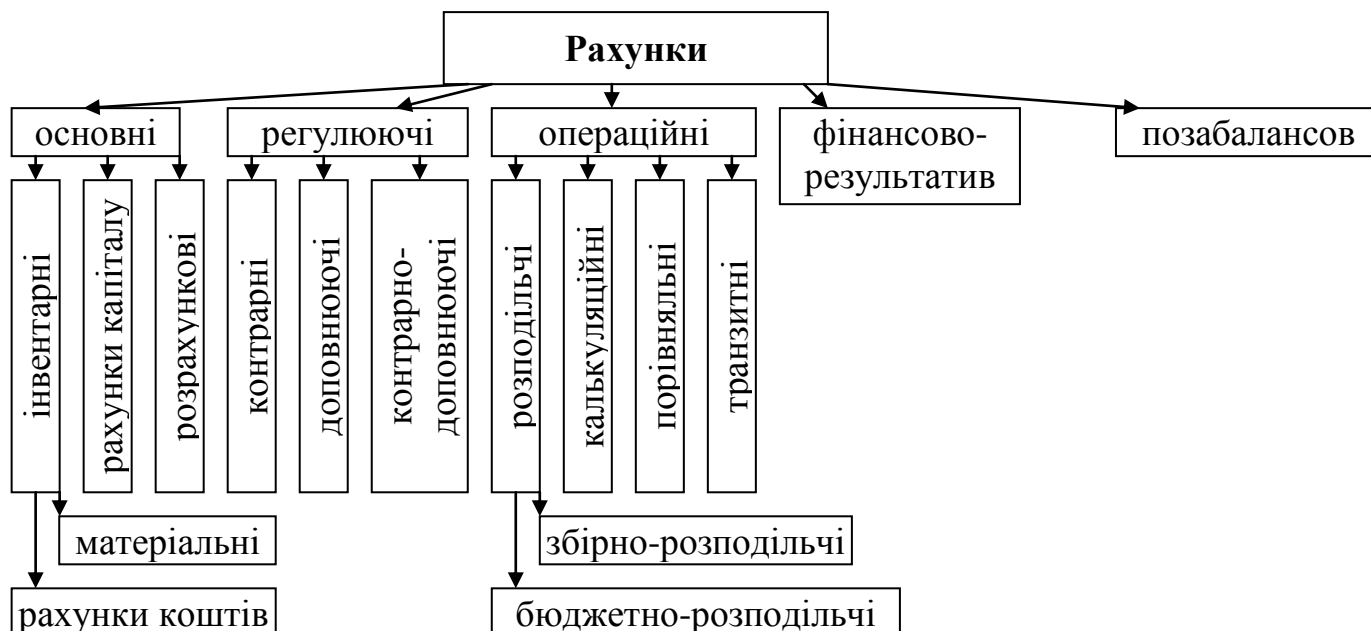 Рахунки
основні
регулюючі
операційні
фінансово-
результатив
позабалансов
інвентарні
рахунки капіталу
розрахункові
контрарні
доповнюючі
контрарно-
доповнюючі
розподільчі
калькуляційні
порівняльні
транзитні
матеріальні
збірно-розподільчі
рахунки коштів
бюджетно-розподільчі